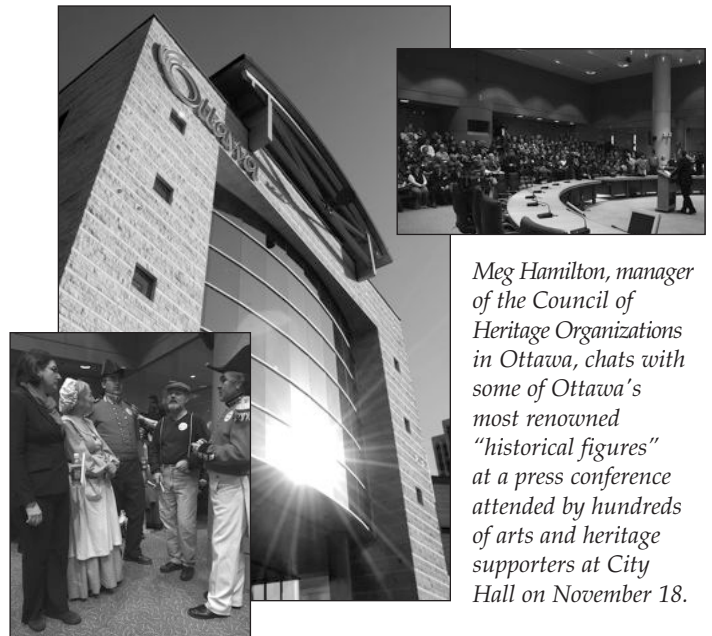 Ottawa
Meg Hamilton, manager
of the Council of
Heritage Organizations
in Ottawa, chats with
some of Ottawa's
most renowned
“historical figures”
at a press conference
attended by hundreds
of arts and heritage
supporters at City
Hall on November 18.